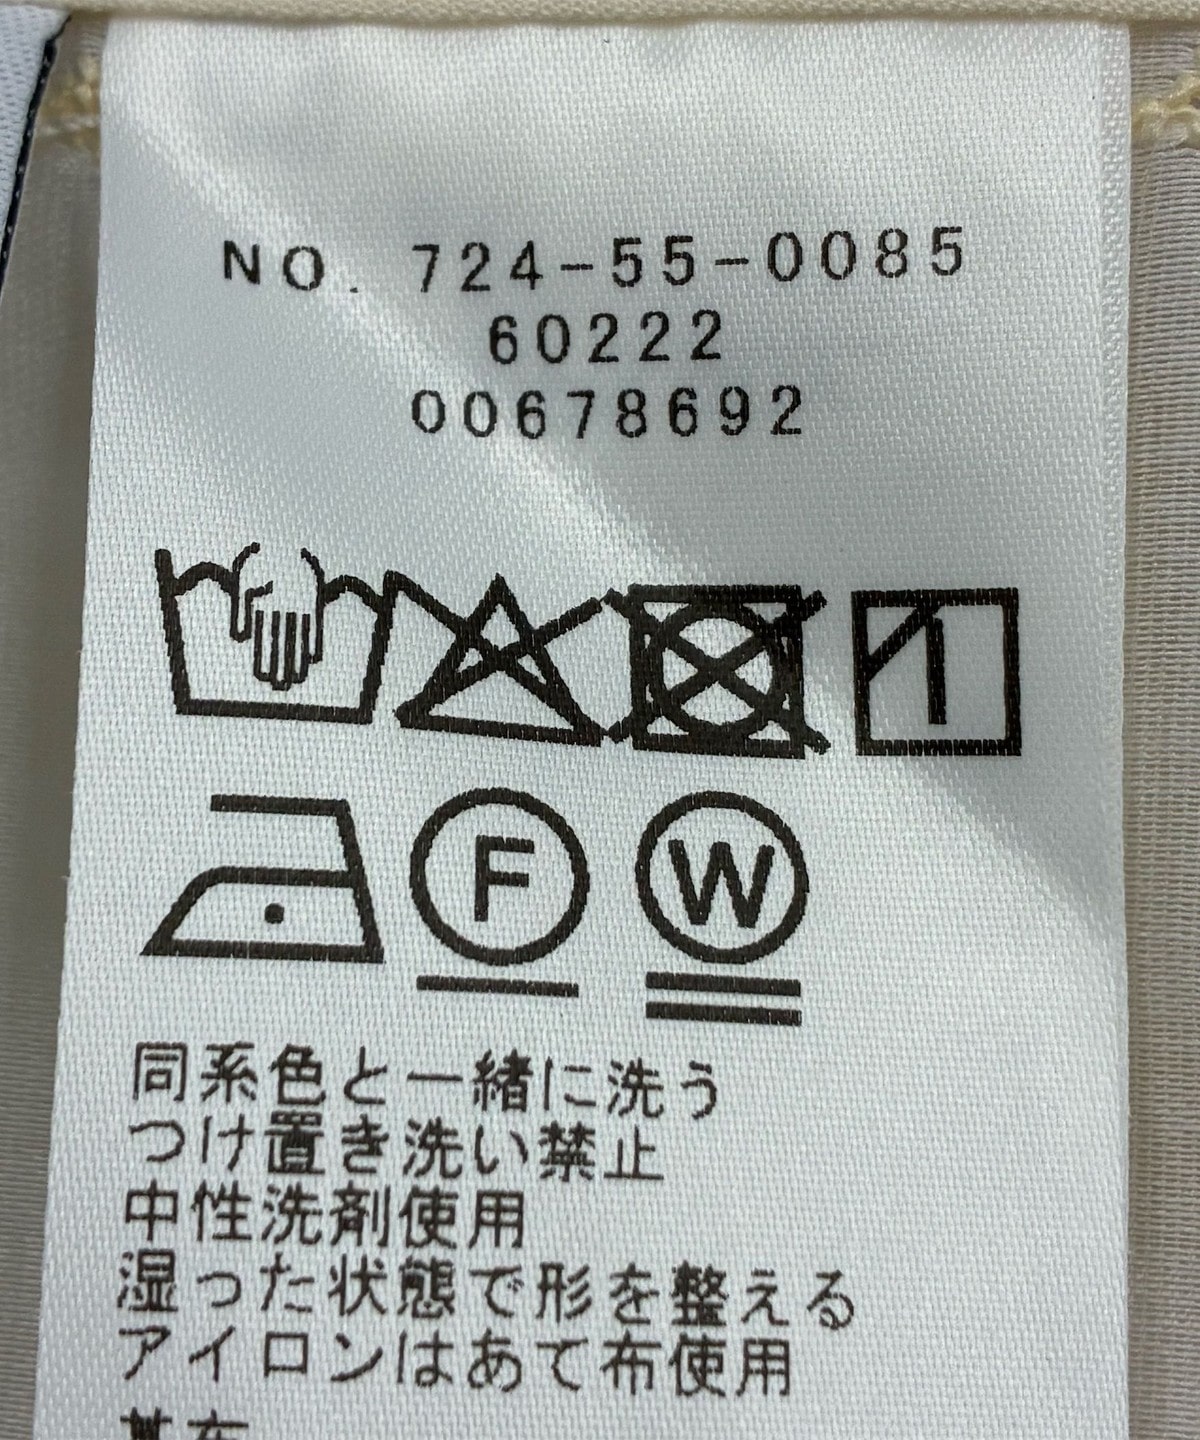 NO. 724-55-0085
60222
00678692
F W
同系色と一緒に洗う
つけ置き洗い禁止
中性洗剤使用
湿った状態で形を整える
アイロンはあて布使用